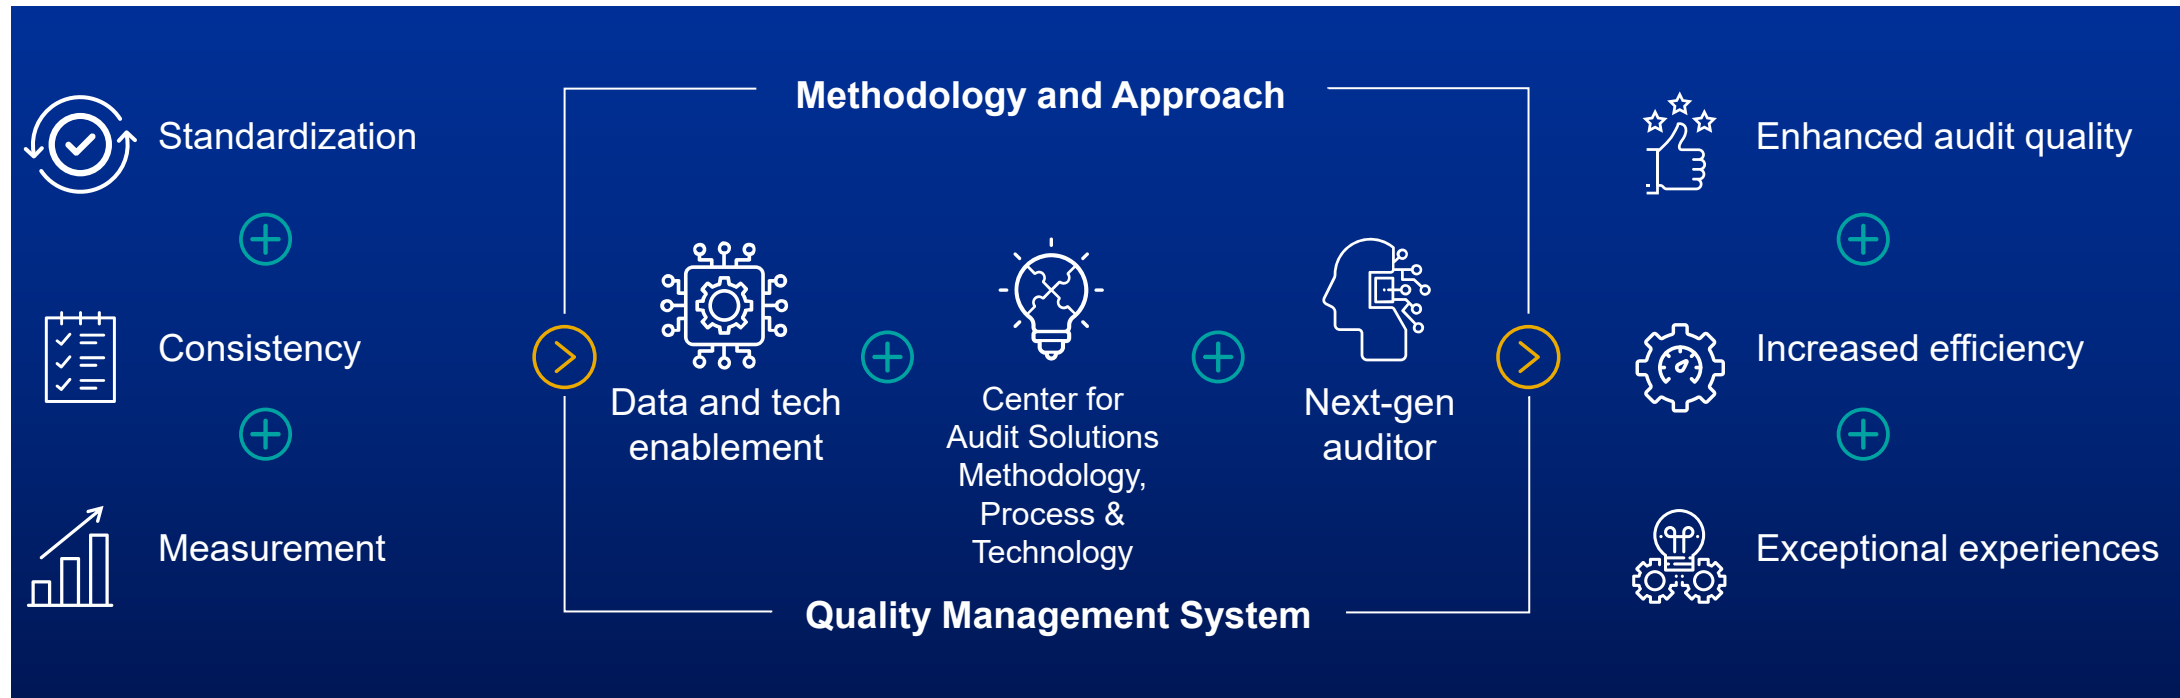 Standardization
Consistency
Measurement
Methodology and Approach
Data and tech
enablement
Center for
Audit Solutions
Methodology,
Process &
Technology
Next-gen
auditor
Quality Management System
Enhanced audit quality
Increased efficiency
Exceptional experiences